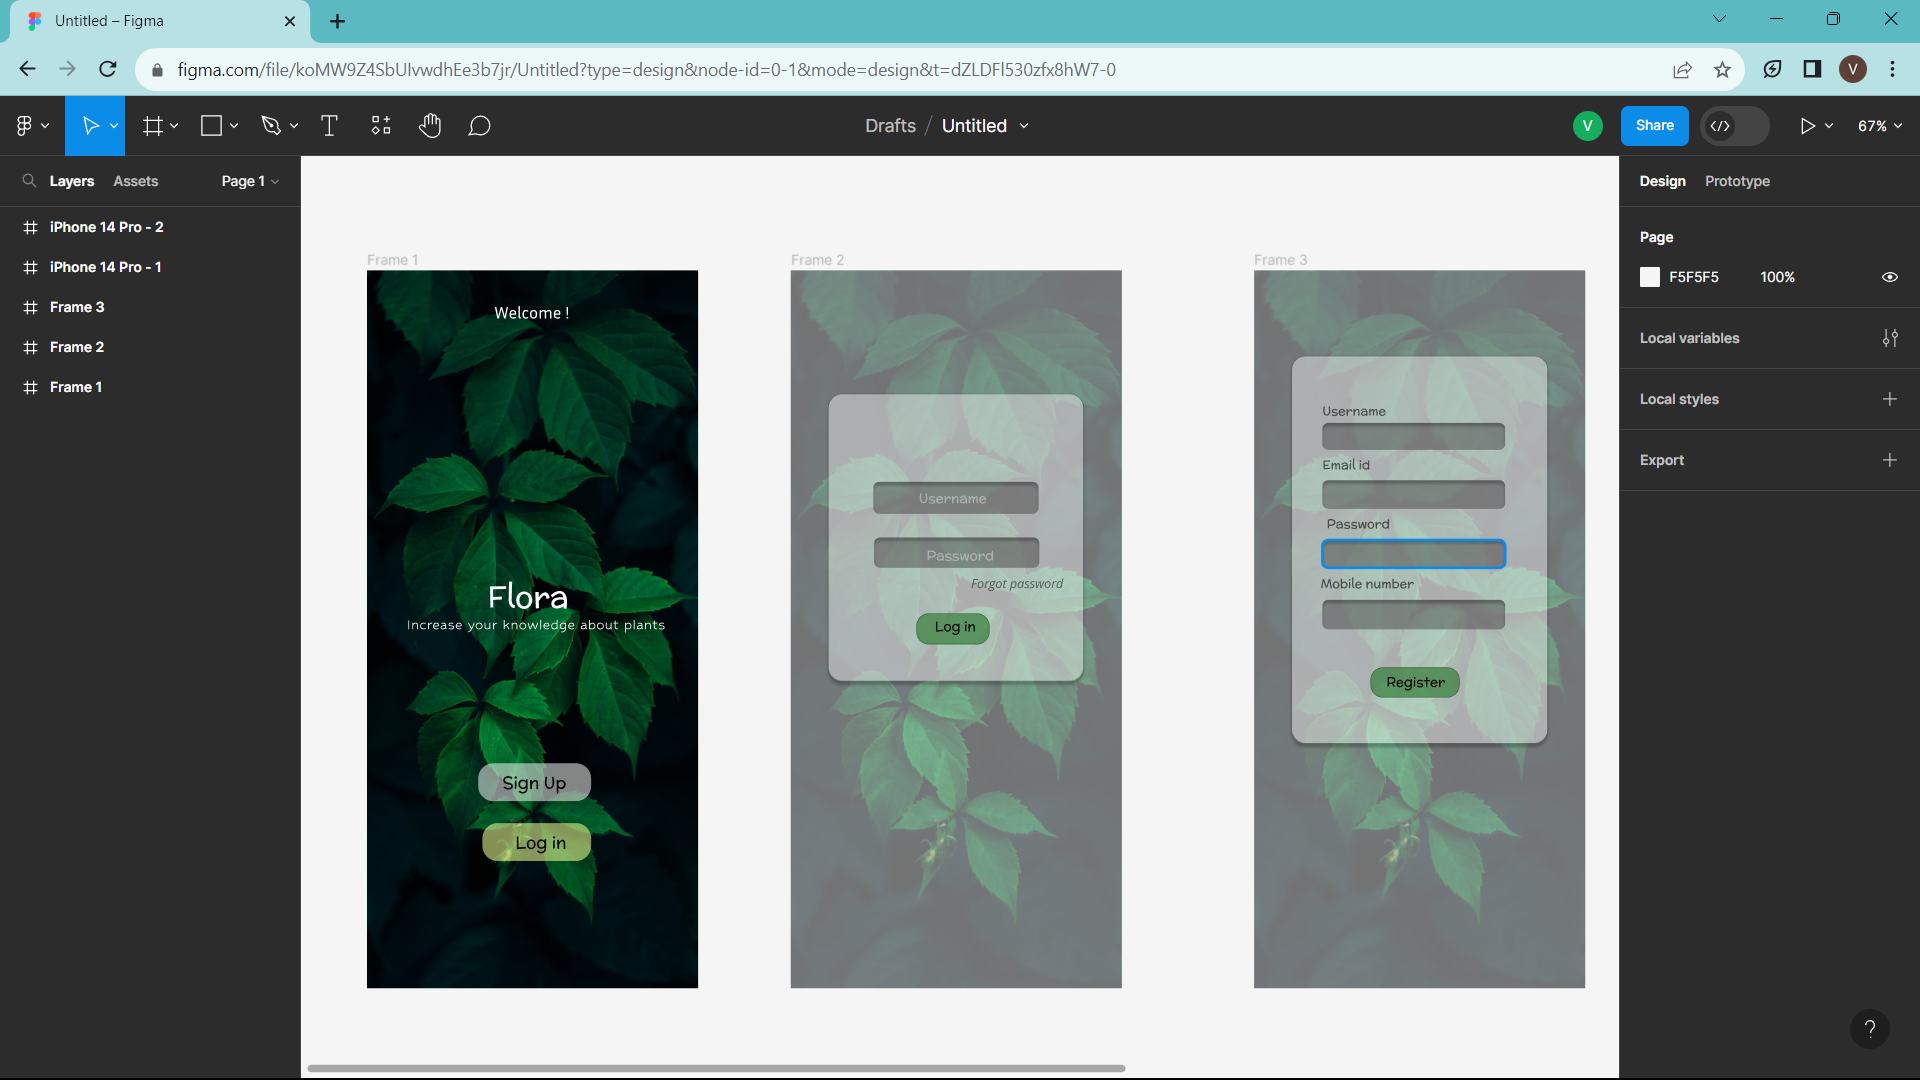 Untitled – Figma
figma.com/file/koMW9Z4SbUIvwdhEe3b7jr/Untitled?type=design&node-id=0-1&mode=design&t=dZLDFl530zfx8hW7-0
V
Drafts / Untitled
V
Share
67%
Layers
Assets
Page 1
Design
Prototype
iPhone 14 Pro - 2
iPhone 14 Pro - 1
Frame 3
Frame 2
Frame 1
Frame 1
Welcome !
Flora
Increase your knowledge about plants
Sign Up
Log in
Frame 2
Username
Password
Forgot password
Log in
Frame 3
Username
Email id
Password
Mobile number
Register
Page
F5F5F5
100%
Local variables
Local styles
Export
?